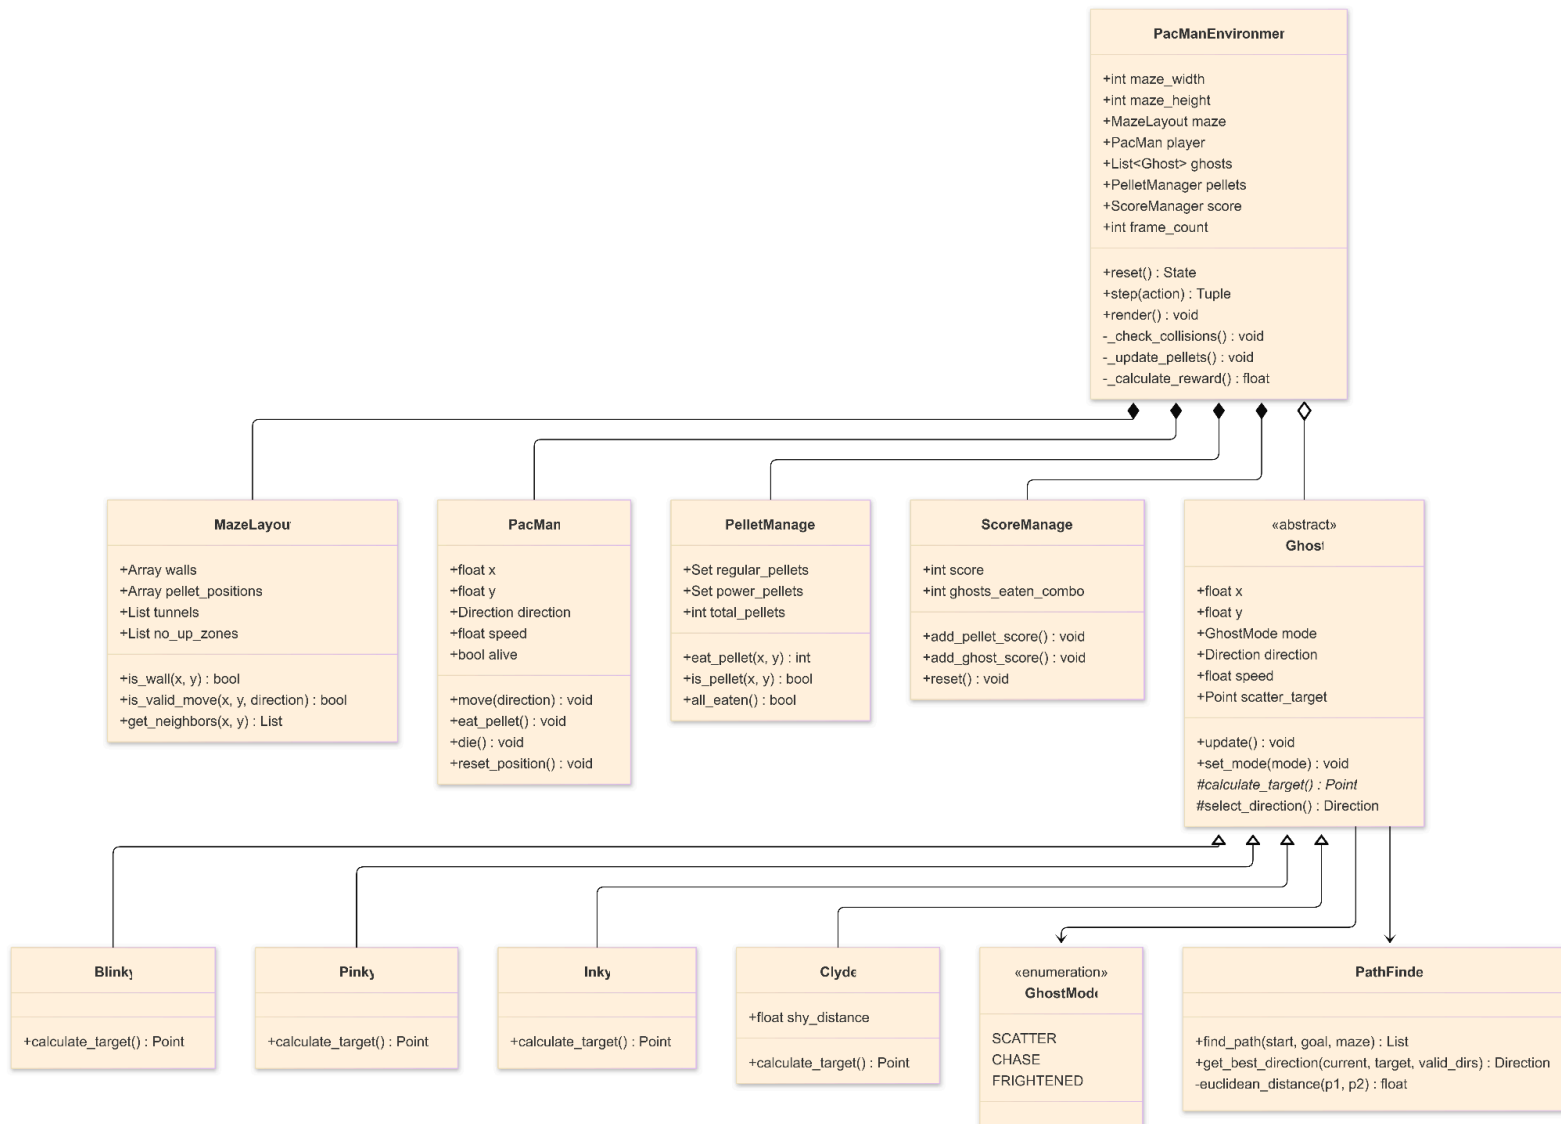 PacManEnvironmer
+int maze_width
+int maze_height
+MazeLayout maze
+PacMan player
+List<Ghost> ghosts
+PelletManager pellets
+ScoreManager score
+int frame_count
+reset() : State
+step(action) : Tuple
+render() : void
-_check_collisions() : void
-_update_pellets() : void
-_calculate_reward() : float
MazeLayou
+Array walls
+Array pellet_positions
+List tunnels
+List no_up_zones
+is_wall(x, y) : bool
+is_valid_move(x, y, direction) : bool
+get_neighbors(x, y) : List
PacMan
+float x
+float y
+Direction direction
+float speed
+bool alive
+move(direction) : void
+eat_pellet() : void
+die() : void
+reset_position() : void
PelletManage
+Set regular_pellets
+Set power_pellets
+int total_pellets
+eat_pellet(x, y) : int
+is_pellet(x, y) : bool
+all_eaten() : bool
ScoreManage
+int score
+int ghosts_eaten_combo
+add_pellet_score() : void
+add_ghost_score() : void
+reset() : void
«abstract»
Ghost
+float x
+float y
+GhostMode mode
+Direction direction
+float speed
+Point scatter_target
+update() : void
+set_mode(mode) : void
#calculate_target() : Point
#select_direction() : Direction
Blinky
+calculate_target() : Point
Pinky
+calculate_target() : Point
Inky
+calculate_target() : Point
Clyde
+float shy_distance
+calculate_target() : Point
«enumeration»
GhostMode
SCATTER
CHASE
FRIGHTENED
PathFinde
+find_path(start, goal, maze) : List
+get_best_direction(current, target, valid_dirs) : Direction
-euclidean_distance(p1, p2) : float